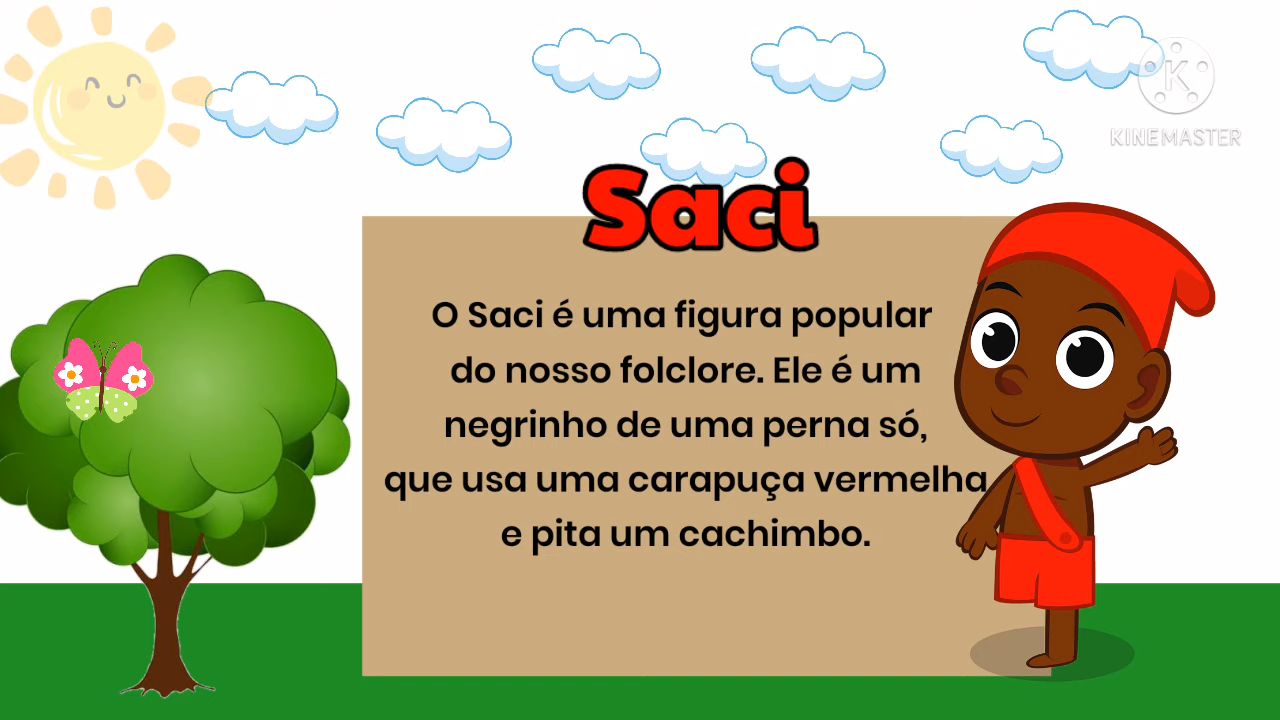 K
KINEMASTER
Saci
O Saci é uma figura popular
do nosso folclore. Ele é um
negrinho de uma perna só,
que usa uma carapuça vermelha
e pita um cachimbo.